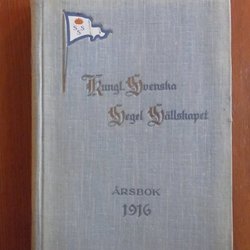 Kungl. Svenska
Segel Sällskapet
ÅRSBOK
1916